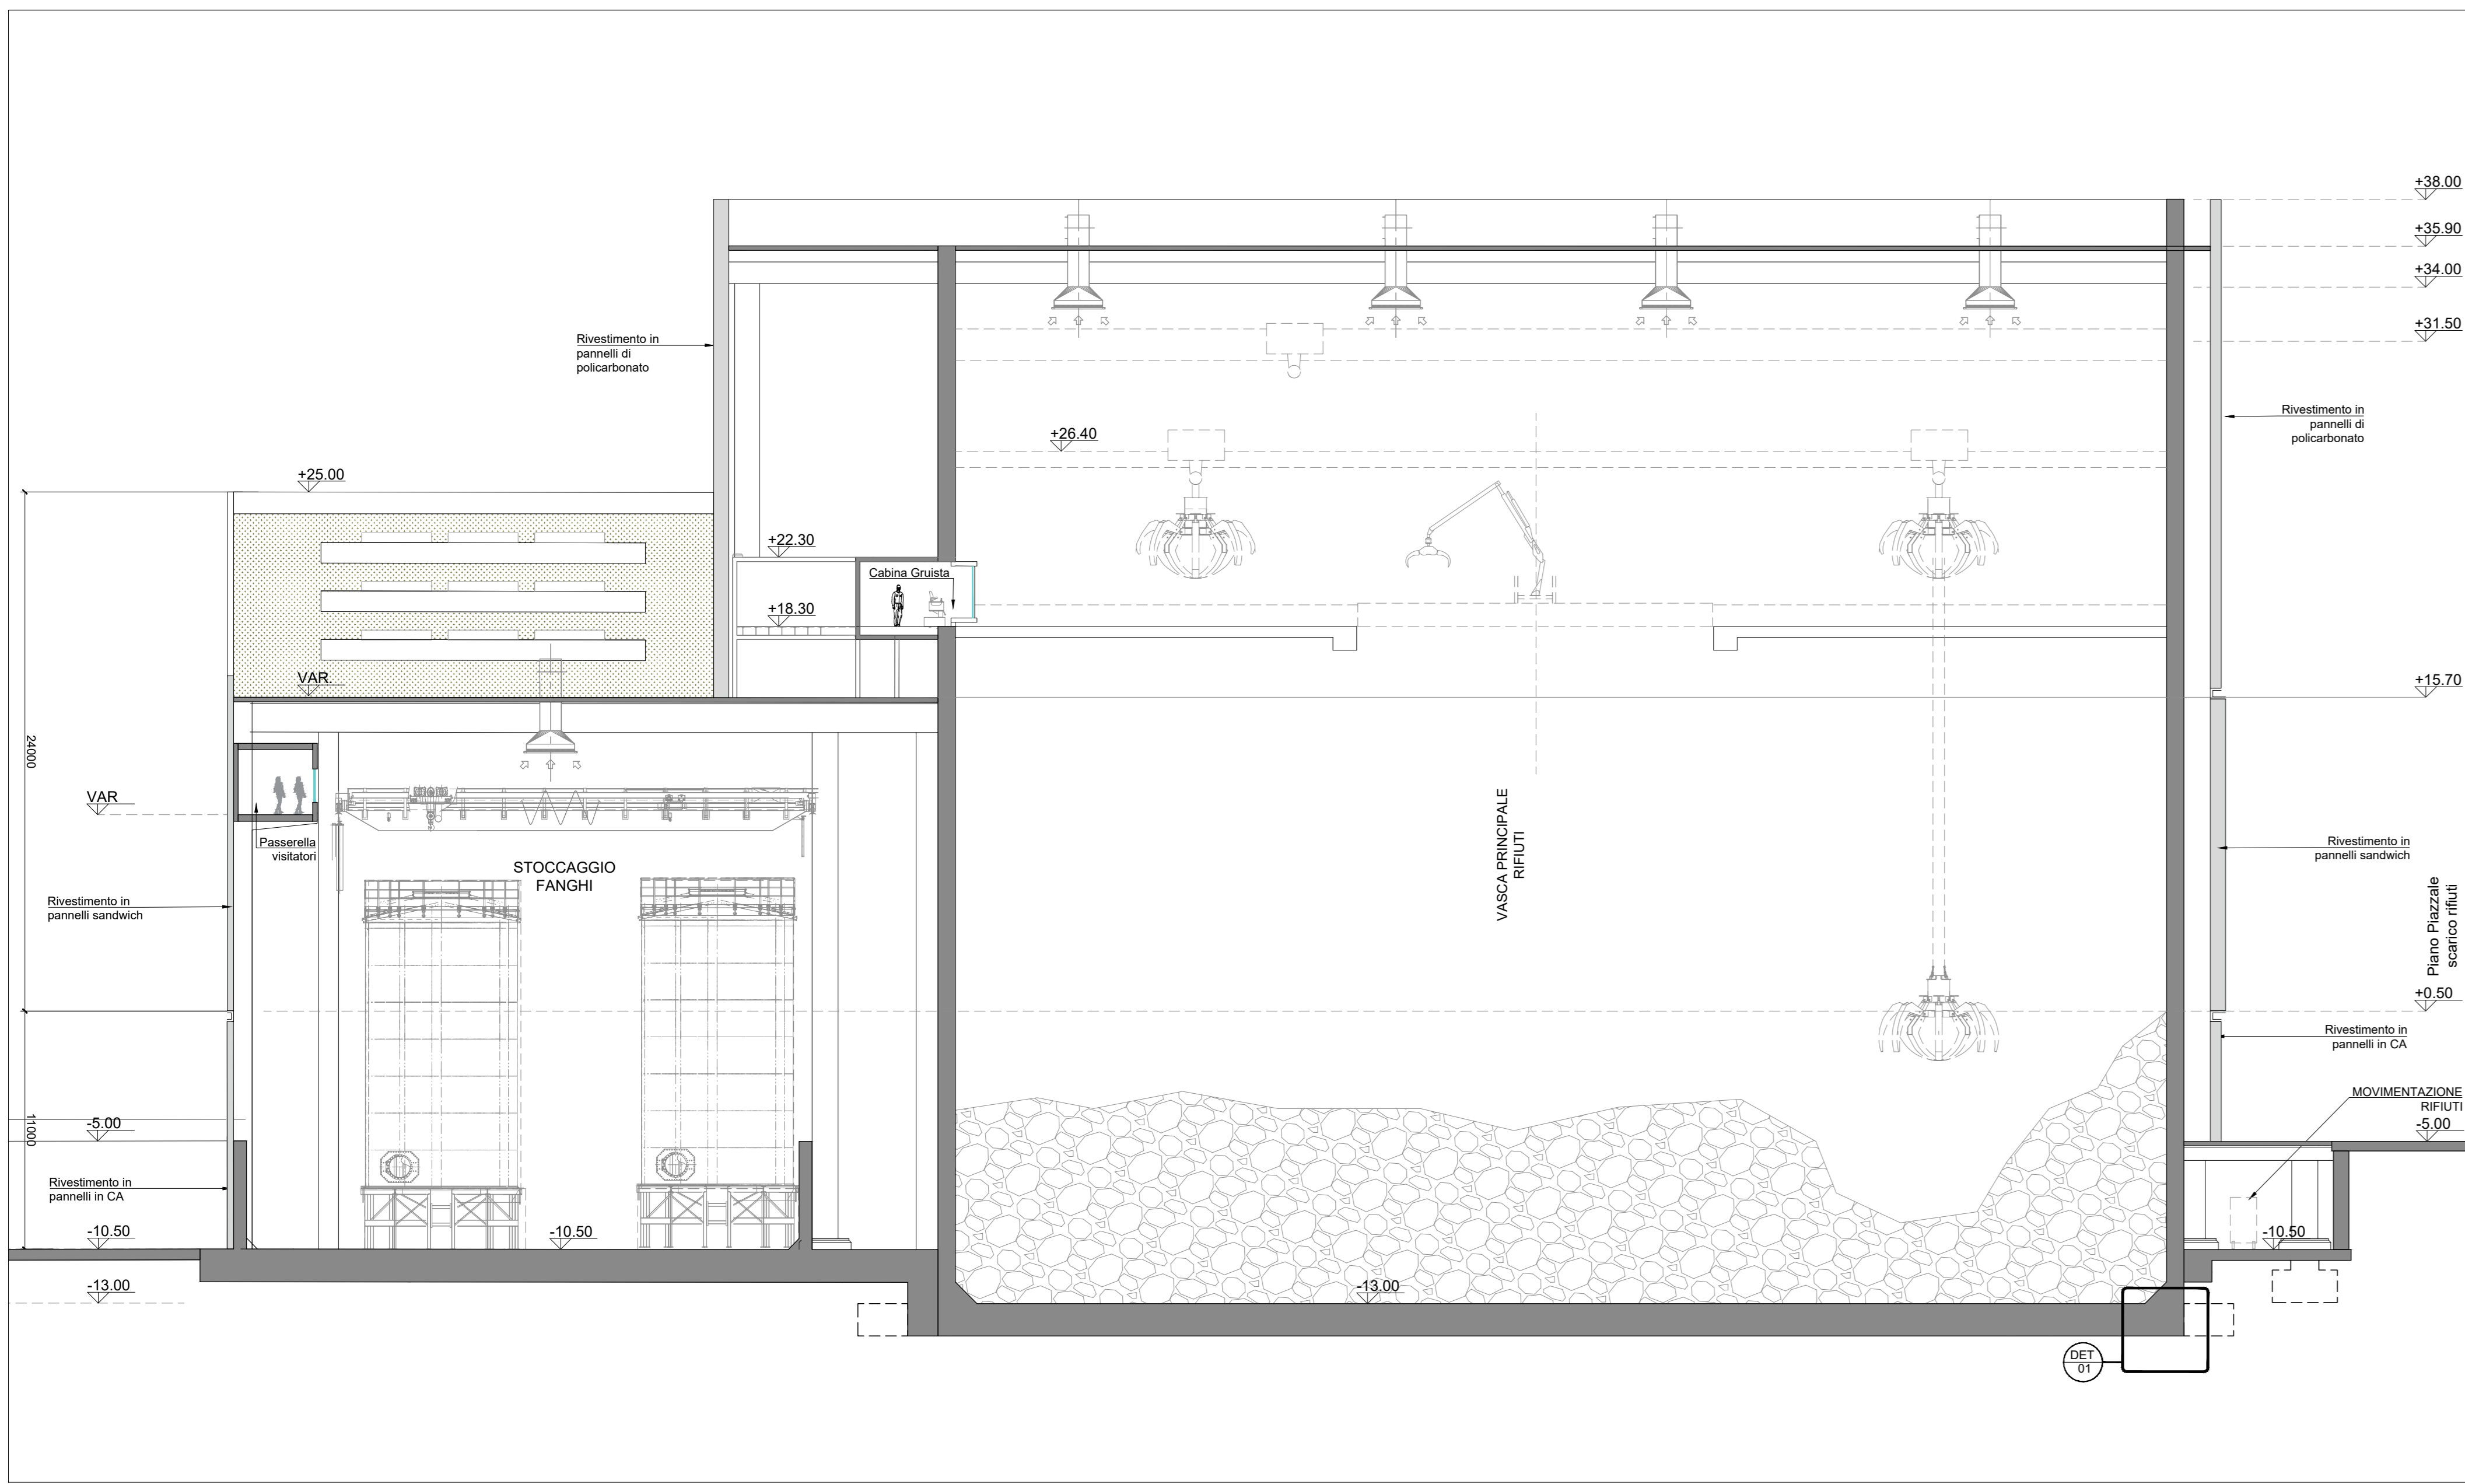 +38.00
+35.90
+34.00
+31.50
Rivestimento in
pannelli di
policarbonato
Rivestimento in
pannelli di
policarbonato
+26.40
+25.00
+22.30
Cabina Gruista
+18.30
VAR.
+15.70
24000
VAR
Passerella
visitatori
STOCCAGGIO
FANGHI
VASCA PRINCIPALE
RIFIUTI
Rivestimento in
pannelli sandwich
Rivestimento in
pannelli sandwich
Piano Piazzale
scarico rifiuti
+0.50
Rivestimento in
pannelli in CA
MOVIMENTAZIONE
RIFIUTI
-5.00
11000
-5.00
Rivestimento in
pannelli in CA
-10.50
-10.50
-10.50
-13.00
-13.00
DET
01